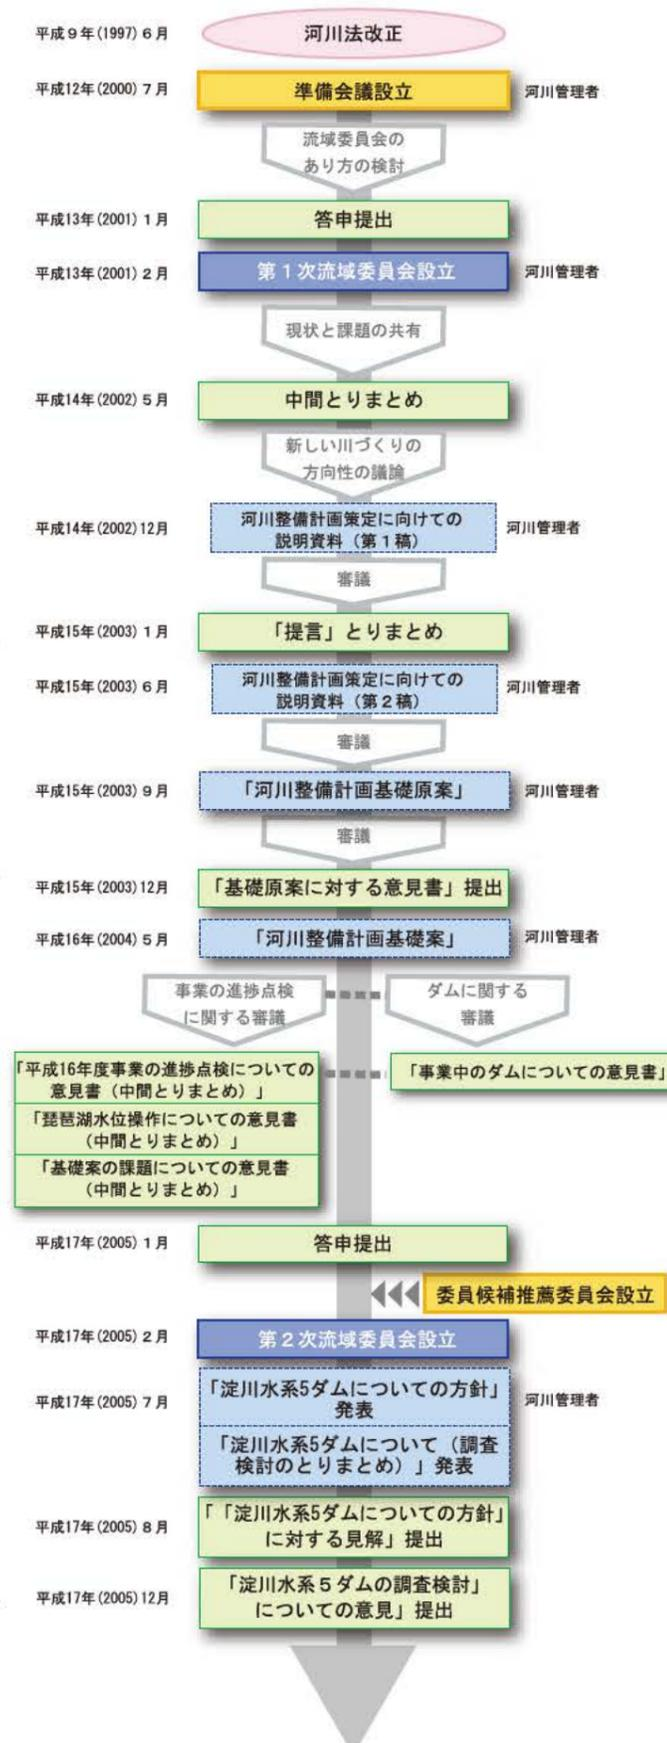 平成９年(1997)６月
河川法改正
平成12年(2000)７月
準備会議設立
河川管理者
流域委員会の
あり方の検討
平成13年(2001)１月
答申提出
平成13年(2001)２月
第１次流域委員会設立
河川管理者
現状と課題の共有
平成14年(2002)５月
中間とりまとめ
新しい川づくりの
方向性の議論
平成14年(2002)12月
河川整備計画策定に向けての
説明資料（第１稿）
河川管理者
審議
平成15年(2003)１月
「提言」とりまとめ
平成15年(2003)６月
河川整備計画策定に向けての
説明資料（第２稿）
河川管理者
審議
平成15年(2003)９月
「河川整備計画基礎原案」
河川管理者
審議
平成15年(2003)12月
「基礎原案に対する意見書」提出
平成16年(2004)５月
「河川整備計画基礎案」
河川管理者
事業の進捗点検
に関する審議
ダムに関する
審議
「平成16年度事業の進捗点検についての
意見書（中間とりまとめ）」
「事業中のダムについての意見書」
「琵琶湖水位操作についての意見書
（中間とりまとめ）」
「基礎案の課題についての意見書
（中間とりまとめ）」
平成17年(2005)１月
答申提出
委員候補推薦委員会設立
平成17年(2005)２月
第２次流域委員会設立
平成17年(2005)７月
「淀川水系5ダムについての方針」
発表
河川管理者
「淀川水系5ダムについて（調査
検討のとりまとめ）」発表
平成17年(2005)８月
「「淀川水系5ダムについての方針」
に対する見解」提出
平成17年(2005)12月
「淀川水系５ダムの調査検討」
についての意見」提出